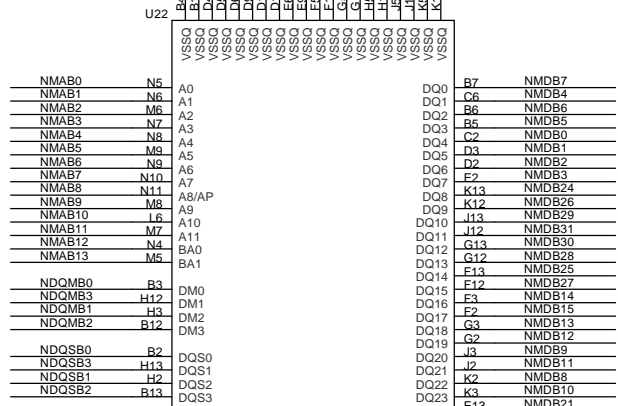 U22
VSSQ VSSQ VSSQ VSSQ VSSQ VSSQ VSSQ VSSQ VSSQ VSSQ VSSQ VSSQ VSSQ VSSQ VSSQ VSSQ VSSQ VSSQ VSSQ VSSQ
NMAB0 N5 A0 DQ0 B7 NMDB7
NMAB1 N6 A1 DQ1 C6 NMDB4
NMAB2 M6 A2 DQ2 B6 NMDB6
NMAB3 N7 A3 DQ3 B5 NMDB5
NMAB4 N8 A4 DQ4 C2 NMDB0
NMAB5 M9 A5 DQ5 D3 NMDB1
NMAB6 N9 A6 DQ6 D2 NMDB2
NMAB7 N10 A7 DQ7 E2 NMDB3
NMAB8 N11 A8/AP DQ8 K13 NMDB24
NMAB9 M8 A9 DQ9 K12 NMDB26
NMAB10 L6 A10 DQ10 J13 NMDB29
NMAB11 M7 A11 DQ11 J12 NMDB31
NMAB12 N4 BA0 DQ12 G13 NMDB30
NMAB13 M5 BA1 DQ13 G12 NMDB28
DQ14 F13 NMDB25
NDQMB0 B3 DM0 DQ15 F12 NMDB27
NDQMB3 H12 DM1 DQ16 F3 NMDB14
NDQMB1 H3 DM2 DQ17 F2 NMDB15
NDQMB2 B12 DM3 DQ18 G3 NMDB13
DQ19 G2 NMDB12
NDQSB0 B2 DQS0 DQ20 J3 NMDB9
NDQSB3 H13 DQS1 DQ21 J2 NMDB11
NDQSB1 H2 DQS2 DQ22 K2 NMDB8
NDQSB2 B13 DQS3 DQ23 K3 NMDB10
E13 NMDB21